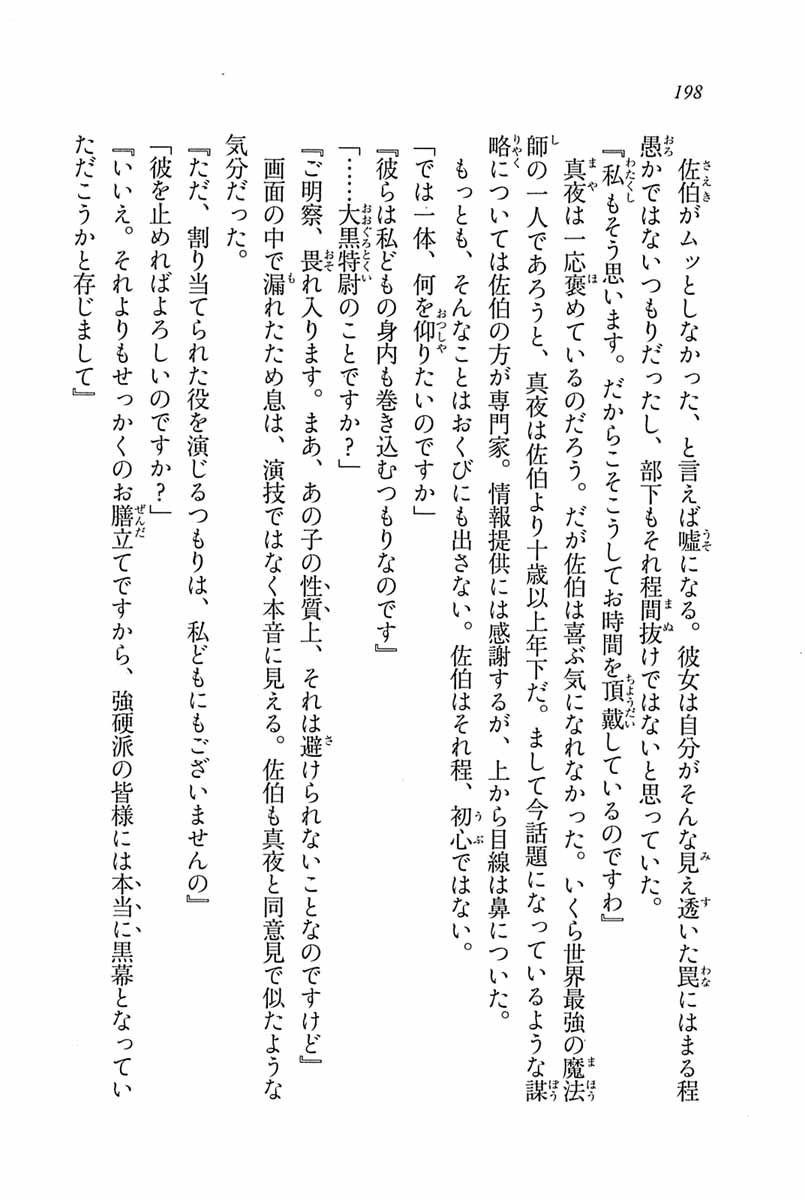 198
佐伯がムッとしなかった、と言えば嘘になる。彼女は自分がそんな見え透いた罠にはまる程
愚かではないつもりだったし、部下もそれ程間抜けではないと思っていた。
『私もそう思います。だからこそこうしてお時間を頂戴しているのですわ』
真夜は一応褒めているのだろう。だが佐伯は喜ぶ気になれなかった。いくら世界最強の魔法
師の一人であろうと、真夜は佐伯より十歳以上年下だ。まして今話題になっているような謀
略については佐伯の方が専門家。情報提供には感謝するが、上から目線は鼻についた。
もっとも、そんなことはおくびにも出さない。佐伯はそれ程、初心ではない。
「では一体、何を仰りたいのですか」
『彼らは私どもの身内も巻き込むつもりなのです』
「……大黒特尉のことですか？」
『ご明察、畏れ入ります。まあ、あの子の性質上、それは避けられないことなのですけど』
画面の中で漏れたため息は、演技ではなく本音に見える。佐伯も真夜と同意見で似たような
気分だった。
『ただ、割り当てられた役を演じるつもりは、私どもにもございませんの』
「彼を止めればよろしいのですか？」
『いいえ。それよりもせっかくのお膳立てですから、強硬派の皆様には本当に黒幕となってい
ただこうかと存じまして』